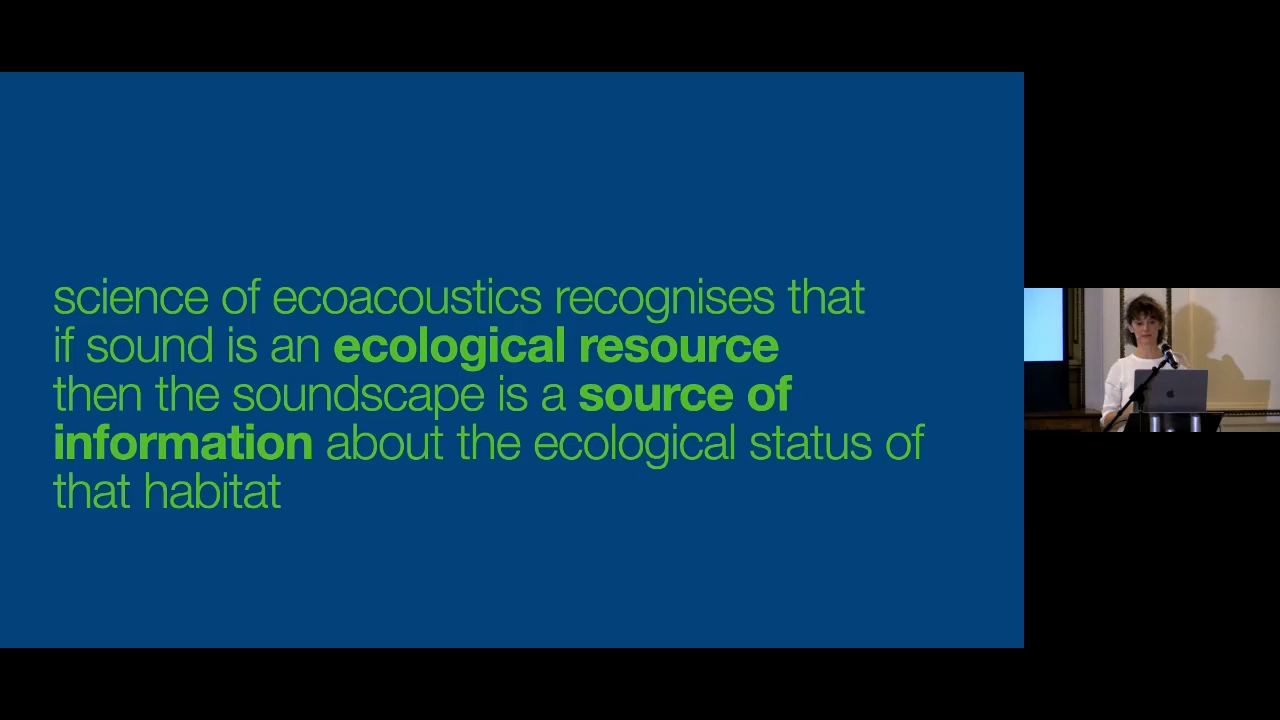 science of ecoacoustics recognises that
if sound is an ecological resource
then the soundscape is a source of
information about the ecological status of
that habitat